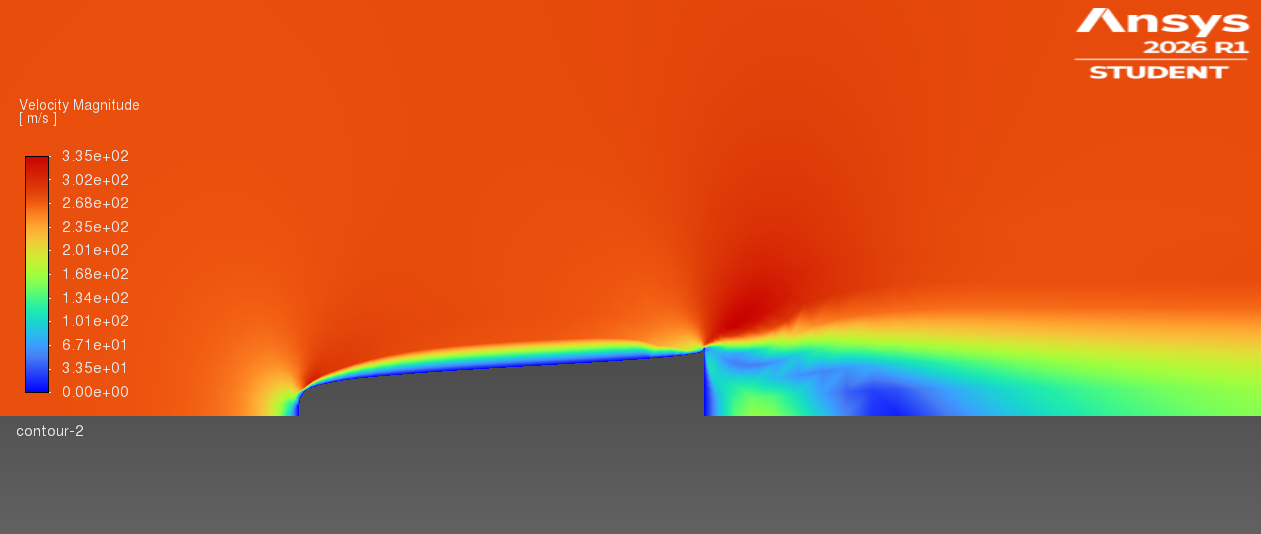 Ansys
2026 R1
STUDENT
Velocity Magnitude
[ m/s ]
3.35e+02
3.02e+02
2.68e+02
2.35e+02
2.01e+02
1.68e+02
1.34e+02
1.01e+02
6.71e+01
3.35e+01
0.00e+00
contour-2